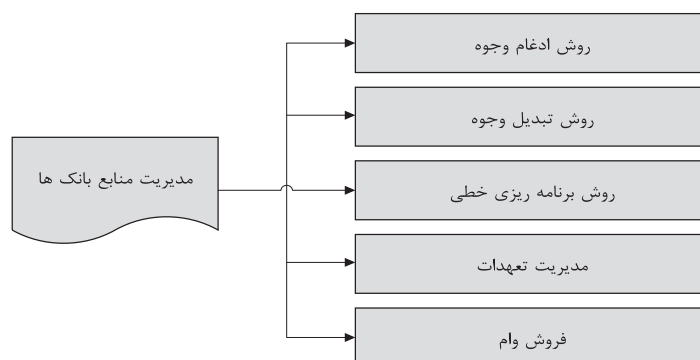 مدیریت منابع بانک ها
روش ادغام وجوه
روش تبدیل وجوه
روش برنامه ریزی خطی
مدیریت تعهدات
فروش وام